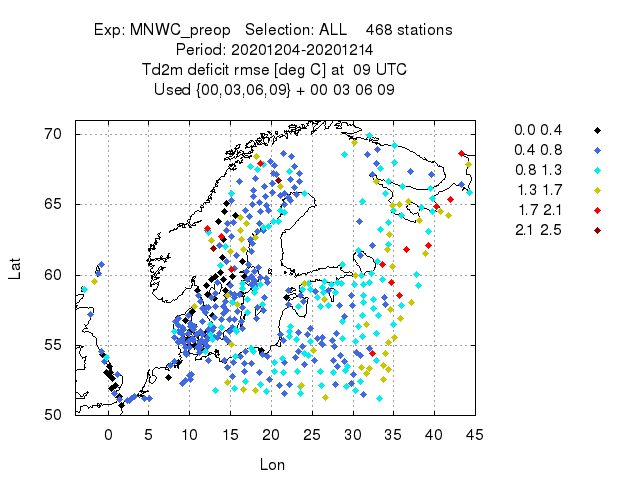 Exp: MNWC_preop   Selection: ALL    468 stations
Period: 20201204-20201214
Td2m deficit rmse [deg C] at  09 UTC
Used {00,03,06,09} + 00 03 06 09
0.0 0.4
0.4 0.8
0.8 1.3
1.3 1.7
1.7 2.1
2.1 2.5
Lat
70
65
60
55
50
0 5 10 15 20 25 30 35 40 45
Lon